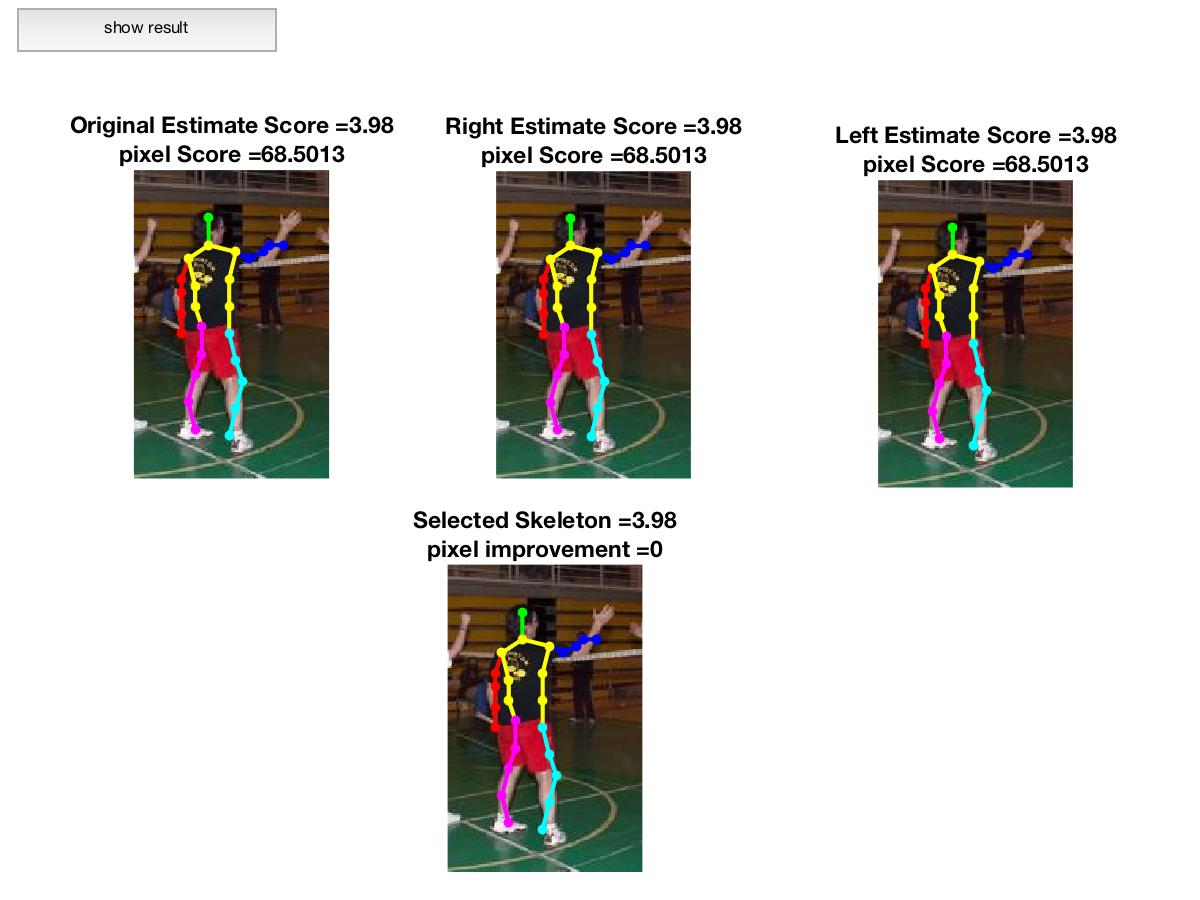 show result
Original Estimate Score =3.98
pixel Score =68.5013
Right Estimate Score =3.98
pixel Score =68.5013
Left Estimate Score =3.98
pixel Score =68.5013
Selected Skeleton =3.98
pixel improvement =0